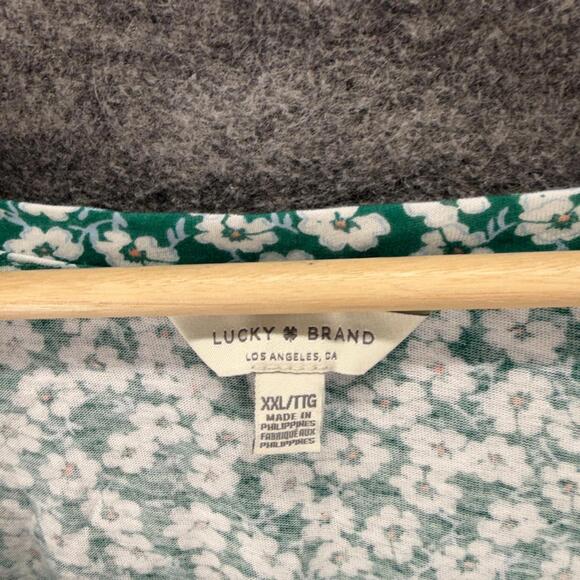 LUCKY BRAND
LOS ANGELES, CA
XXL/TTG
MADE IN
PHILIPPINES
FABRIQUÉ AUX
PHILIPPINES